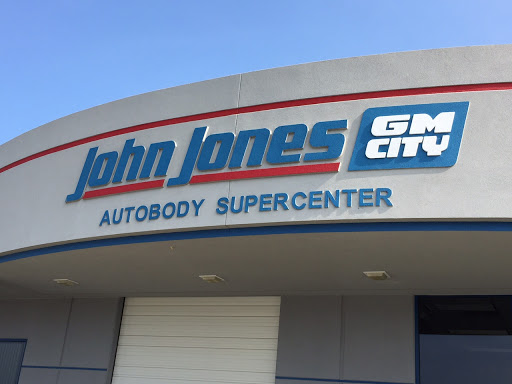 John Jones GM CITY
AUTOBODY SUPERCENTER